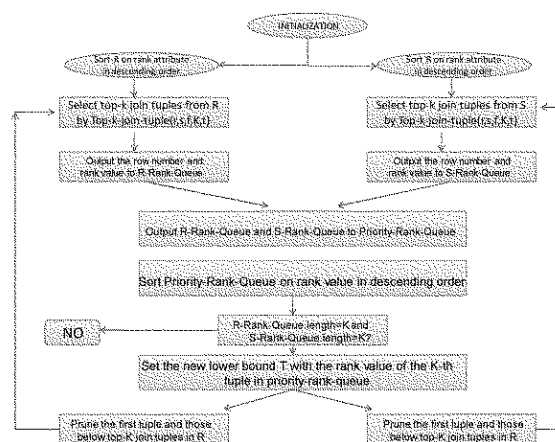 INITIALIZATION
Sort R on rank attribute
in descending order
Sort R on rank attribute
in descending order
Select top-k join tuples from R
by Top-k-join-tuple(r,s,f,K,t)
Select top-k join tuples from S
by Top-k-join-tuple(r,s,f,K,t)
Output the row number and
rank value to R-Rank-Queue
Output the row number and
rank value to S-Rank-Queue
Output R-Rank-Queue and S-Rank-Queue to Priority-Rank-Queue
Sort Priority-Rank-Queue on rank value in descending order
R-Rank-Queue.length=K and
S-Rank-Queue.length=K?
NO
Set the new lower bound T with the rank value of the K-th
tuple in priority-rank-queue
Prune the first tuple and those
below top-K join tuples in R
Prune the first tuple and those
below top-K join tuples in R